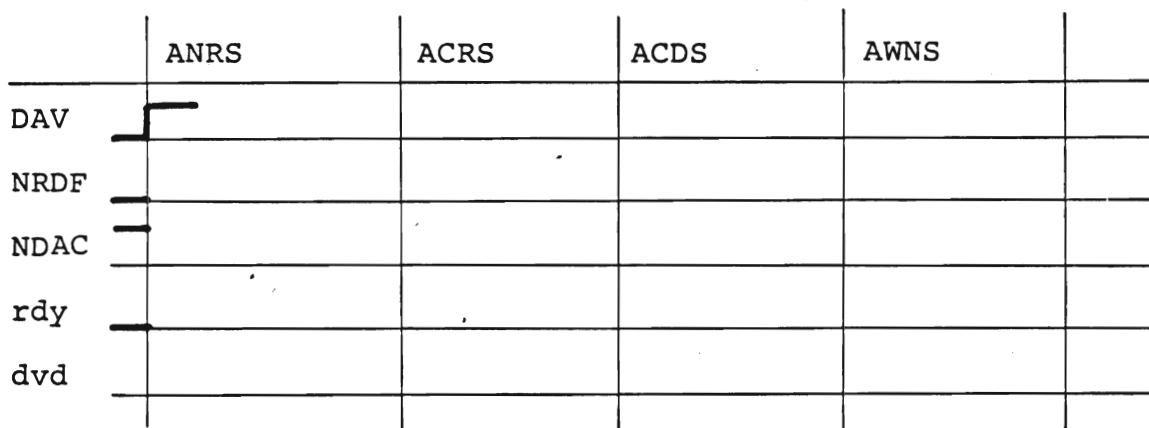 ANRS ACRS ACDS AWNS
DAV
NRDF
NDAC
rdy
dvd